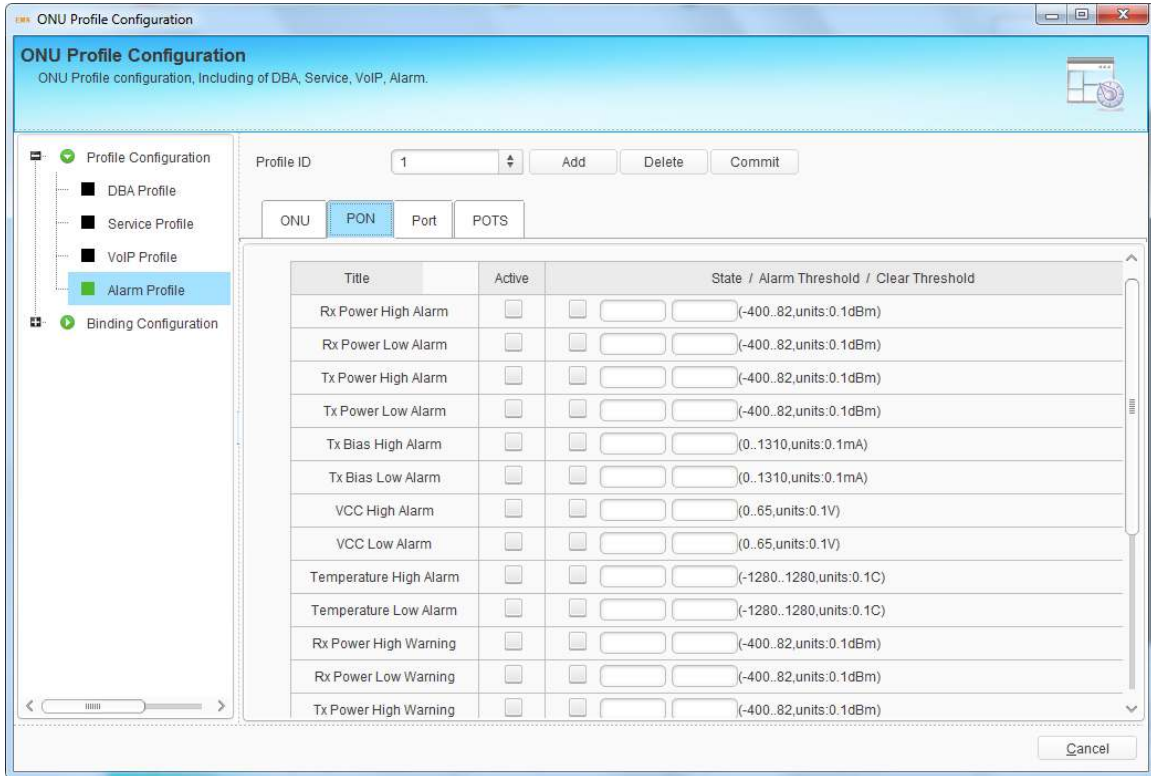 EMS ONU Profile Configuration
ONU Profile Configuration
ONU Profile configuration, Including of DBA, Service, VoIP, Alarm.
Profile Configuration
DBA Profile
Service Profile
VoIP Profile
Alarm Profile
Binding Configuration
Profile ID 1 Add Delete Commit
ONU PON Port POTS
Title Active State / Alarm Threshold / Clear Threshold
Rx Power High Alarm (-400..82,units:0.1dBm)
Rx Power Low Alarm (-400..82,units:0.1dBm)
Tx Power High Alarm (-400..82,units:0.1dBm)
Tx Power Low Alarm (-400..82,units:0.1dBm)
Tx Bias High Alarm (0..1310,units:0.1mA)
Tx Bias Low Alarm (0..1310,units:0.1mA)
VCC High Alarm (0..65,units:0.1V)
VCC Low Alarm (0..65,units:0.1V)
Temperature High Alarm (-1280..1280,units:0.1C)
Temperature Low Alarm (-1280..1280,units:0.1C)
Rx Power High Warning (-400..82,units:0.1dBm)
Rx Power Low Warning (-400..82,units:0.1dBm)
Tx Power High Warning (-400..82,units:0.1dBm)
Cancel